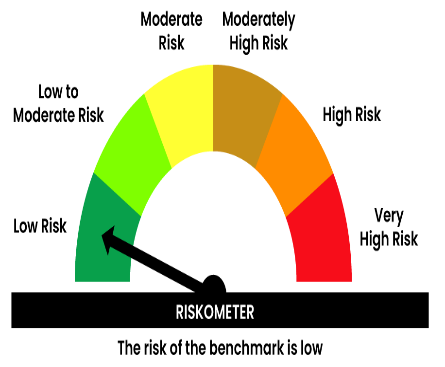 Moderate
Risk
Moderately
High Risk
Low to
Moderate Risk
High Risk
Low Risk
Very
High Risk
RISKOMETER
The risk of the benchmark is low